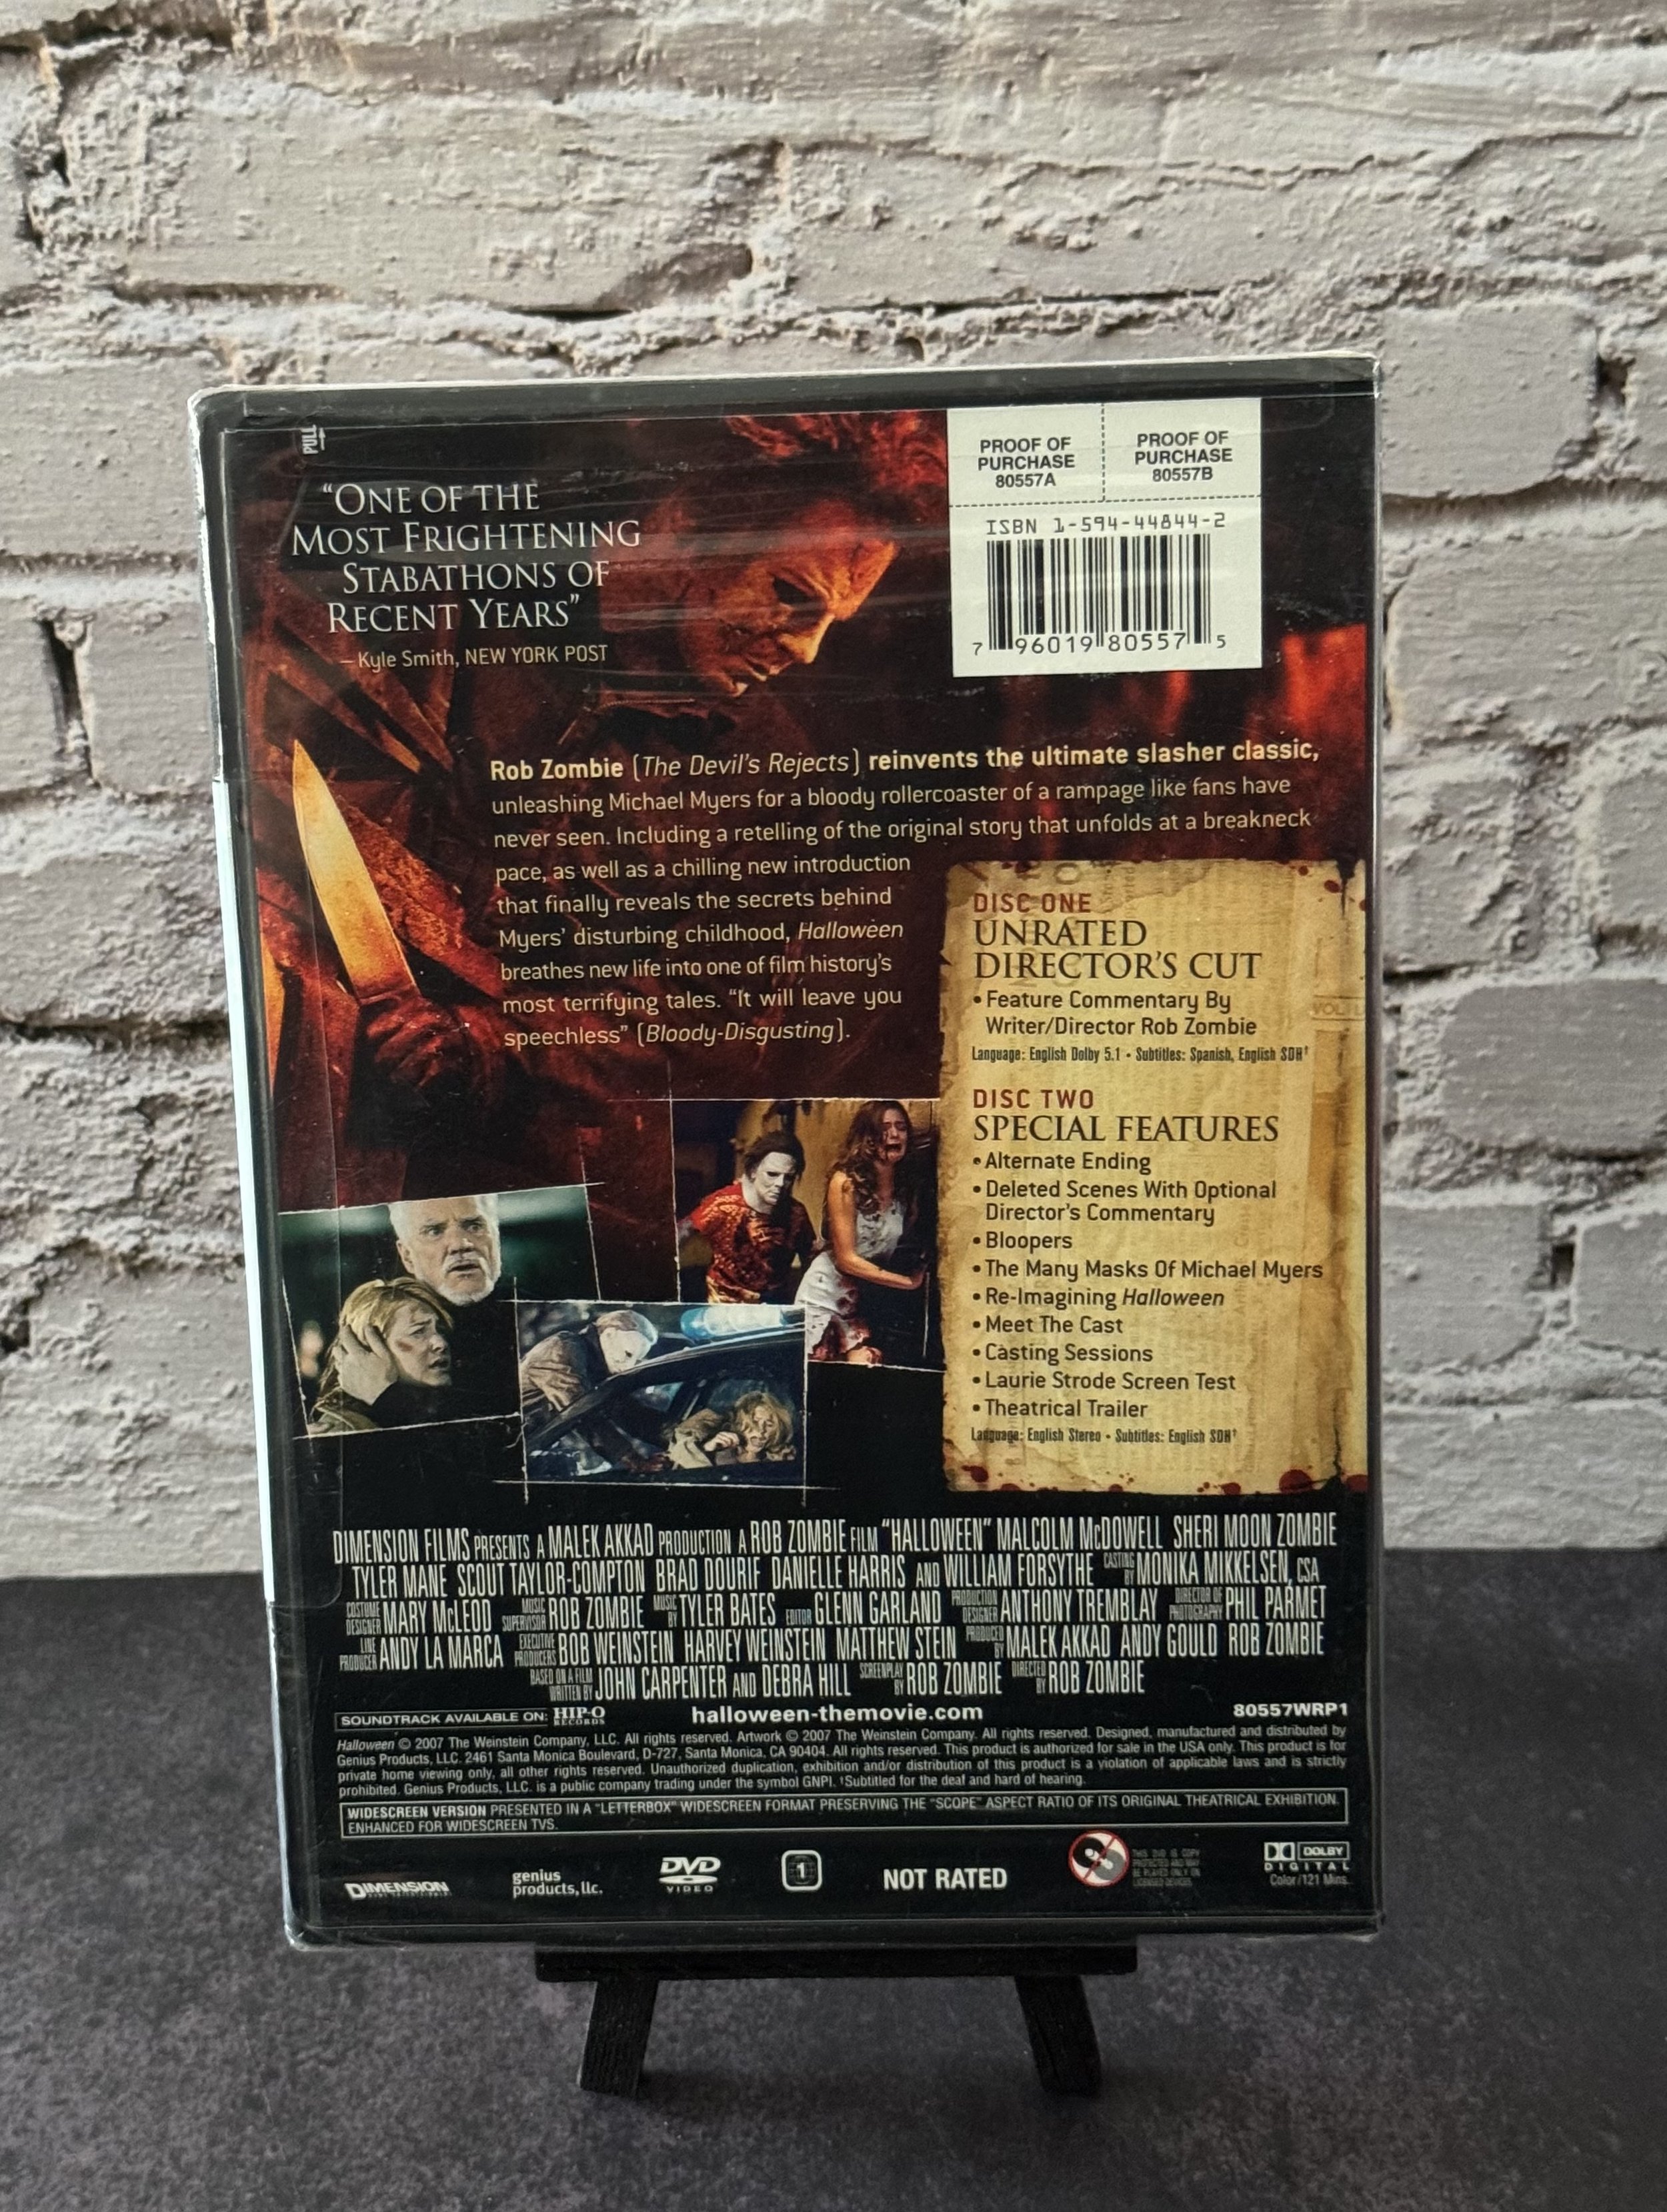 PULL
“ONE OF THE
MOST FRIGHTENING
STABATHONS OF
RECENT YEARS”
– Kyle Smith, NEW YORK POST
PROOF OF
PURCHASE
80557A
PROOF OF
PURCHASE
80557B
ISBN 1-594-44844-2
7 96019 80557 5
Rob Zombie (The Devil's Rejects) reinvents the ultimate slasher classic,
unleashing Michael Myers for a bloody rollercoaster of a rampage like fans have
never seen. Including a retelling of the original story that unfolds at a breakneck
pace, as well as a chilling new introduction
that finally reveals the secrets behind
Myers' disturbing childhood, Halloween
breathes new life into one of film history's
most terrifying tales. “It will leave you
speechless” (Bloody-Disgusting).
DISC ONE
UNRATED
DIRECTOR'S CUT
• Feature Commentary By
Writer/Director Rob Zombie
Language: English Dolby 5.1 • Subtitles: Spanish, English SDH†
DISC TWO
SPECIAL FEATURES
• Alternate Ending
• Deleted Scenes With Optional
Director's Commentary
• Bloopers
• The Many Masks Of Michael Myers
• Re-Imagining Halloween
• Meet The Cast
• Casting Sessions
• Laurie Strode Screen Test
• Theatrical Trailer
Language: English Stereo • Subtitles: English SDH†
DIMENSION FILMS PRESENTS A MALEK AKKAD PRODUCTION A ROB ZOMBIE FILM “HALLOWEEN” MALCOLM McDOWELL SHERI MOON ZOMBIE
TYLER MANE SCOUT TAYLOR-COMPTON BRAD DOURIF DANIELLE HARRIS AND WILLIAM FORSYTHE CASTING BY MONIKA MIKKELSEN, CSA
COSTUME DESIGNER MARY McLEOD MUSIC SUPERVISOR ROB ZOMBIE MUSIC BY TYLER BATES EDITOR GLENN GARLAND PRODUCTION DESIGNER ANTHONY TREMBLAY DIRECTOR OF PHOTOGRAPHY PHIL PARMET
LINE PRODUCER ANDY LA MARCA EXECUTIVE PRODUCERS BOB WEINSTEIN HARVEY WEINSTEIN MATTHEW STEIN PRODUCED BY MALEK AKKAD ANDY GOULD ROB ZOMBIE
BASED ON A FILM WRITTEN BY JOHN CARPENTER AND DEBRA HILL SCREENPLAY BY ROB ZOMBIE DIRECTED BY ROB ZOMBIE
SOUNDTRACK AVAILABLE ON: HIP-O RECORDS
halloween-themovie.com
80557WRP1
Halloween © 2007 The Weinstein Company, LLC. All rights reserved. Artwork © 2007 The Weinstein Company. All rights reserved. Designed, manufactured and distributed by
Genius Products, LLC. 2461 Santa Monica Boulevard, D-727, Santa Monica, CA 90404. All rights reserved. This product is authorized for sale in the USA only. This product is for
private home viewing only, all other rights reserved. Unauthorized duplication, exhibition and/or distribution of this product is a violation of applicable laws and is strictly
prohibited. Genius Products, LLC. is a public company trading under the symbol GNPI. †Subtitled for the deaf and hard of hearing.
WIDESCREEN VERSION PRESENTED IN A "LETTERBOX" WIDESCREEN FORMAT PRESERVING THE "SCOPE" ASPECT RATIO OF ITS ORIGINAL THEATRICAL EXHIBITION.
ENHANCED FOR WIDESCREEN TVS.
DIMENSION
genius
products, llc.
DVD
VIDEO
1
NOT RATED
THIS DVD IS COPY
PROTECTED AND MAY
BE PLAYED ONLY ON
LICENSED DEVICES
DOLBY
DIGITAL
Color/121 Mins.